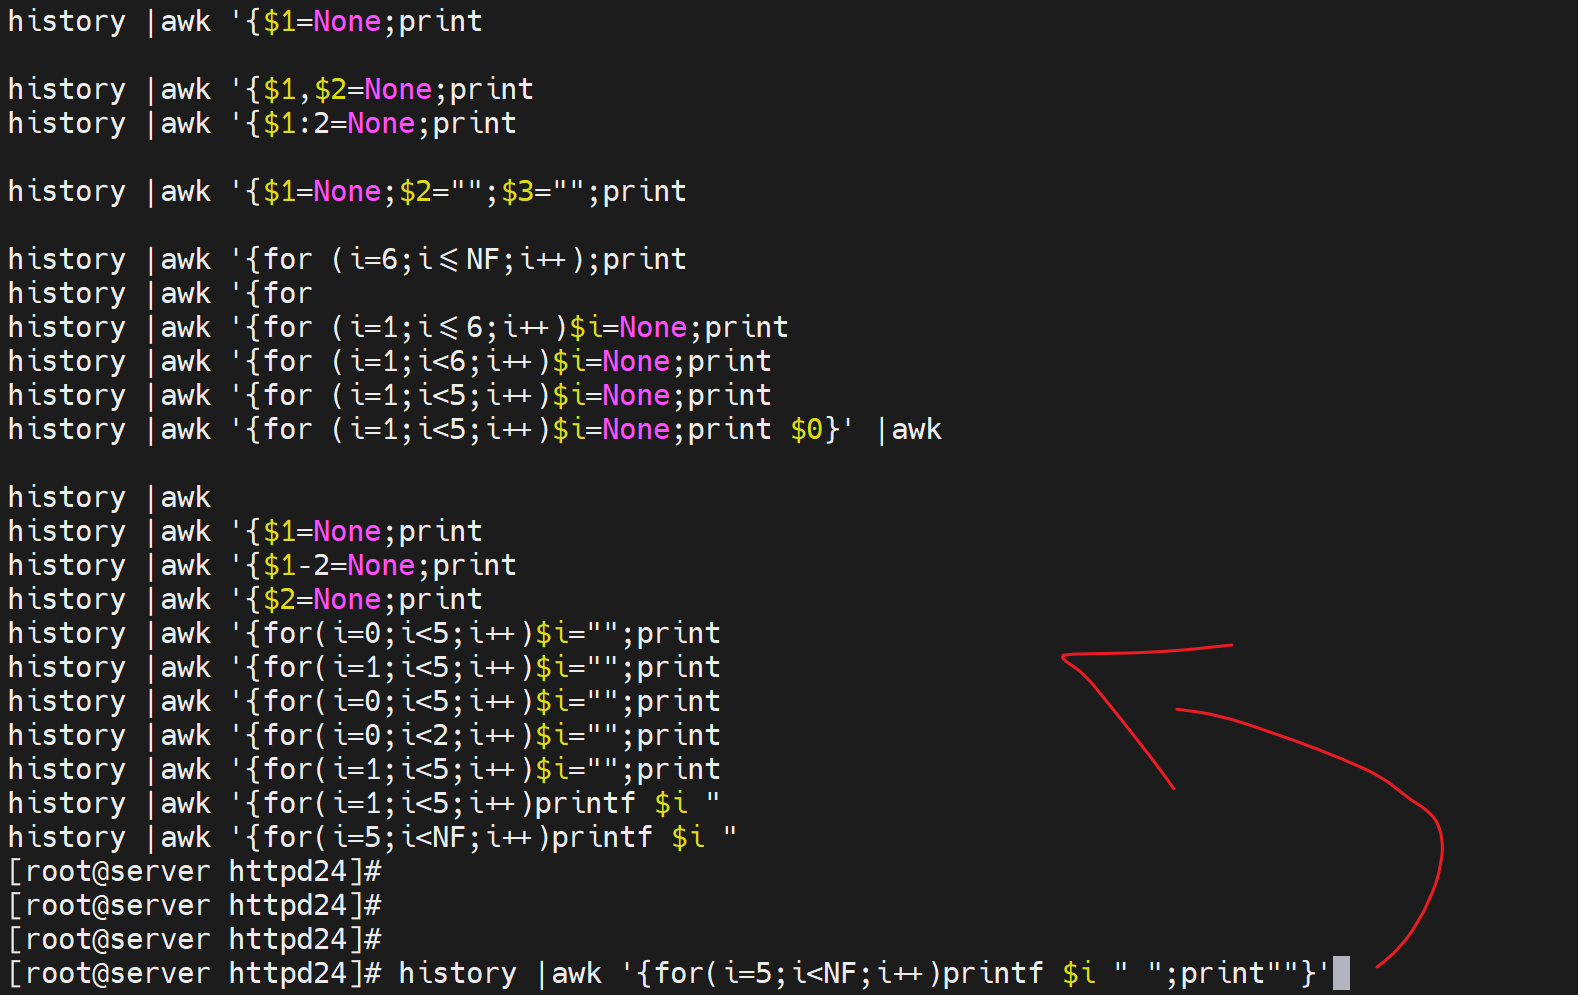 history |awk '{$1=None;print
history |awk '{$1,$2=None;print
history |awk '{$1:2=None;print
history |awk '{$1=None;$2="";$3="";print
history |awk '{for (i=6;i<=NF;i++);print
history |awk '{for
history |awk '{for (i=1;i<=6;i++)$i=None;print
history |awk '{for (i=1;i<6;i++)$i=None;print
history |awk '{for (i=1;i<5;i++)$i=None;print
history |awk '{for (i=1;i<5;i++)$i=None;print $0}' |awk
history |awk
history |awk '{$1=None;print
history |awk '{$1-2=None;print
history |awk '{$2=None;print
history |awk '{for(i=0;i<5;i++)$i="";print
history |awk '{for(i=1;i<5;i++)$i="";print
history |awk '{for(i=0;i<5;i++)$i="";print
history |awk '{for(i=0;i<2;i++)$i="";print
history |awk '{for(i=1;i<5;i++)$i="";print
history |awk '{for(i=1;i<5;i++)printf $i "
history |awk '{for(i=5;i<NF;i++)printf $i "
[root@server httpd24]#
[root@server httpd24]#
[root@server httpd24]#
[root@server httpd24]# history |awk '{for(i=5;i<NF;i++)printf $i " ";print""}'